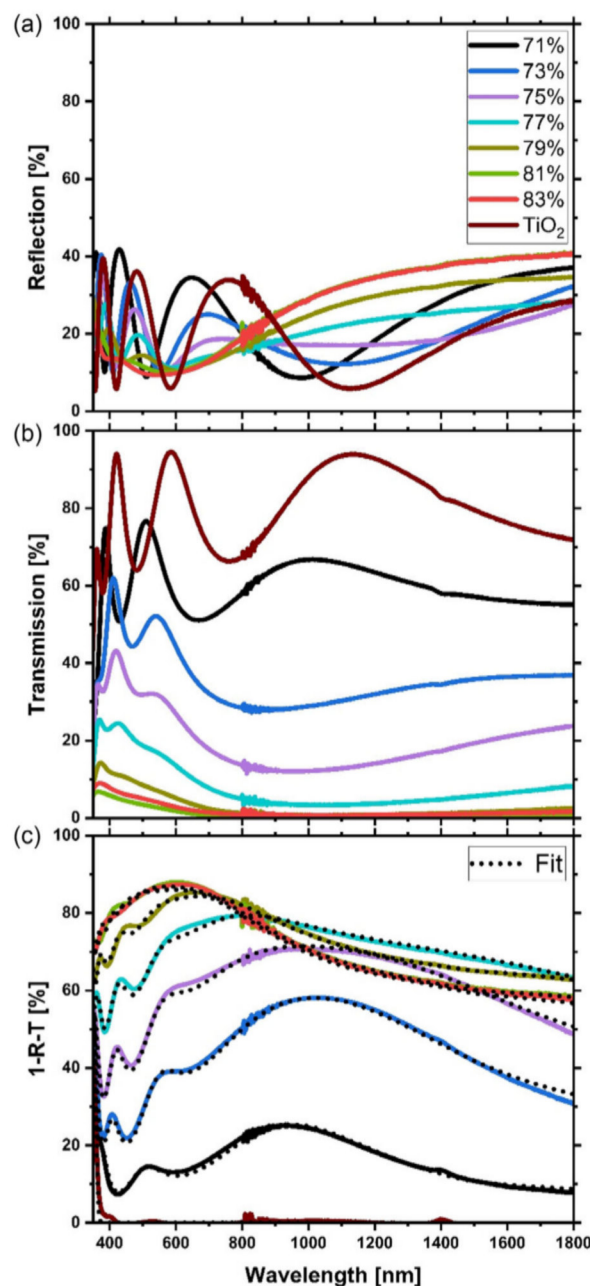 (a)
100
80
60
40
20
0
Reflection [%]
71%
73%
75%
77%
79%
81%
83%
TiO₂
(b)
100
80
60
40
20
0
Transmission [%]
(c)
100
80
60
40
20
0
1-R-T [%]
Fit
400 600 800 1000 1200 1400 1600 1800
Wavelength [nm]